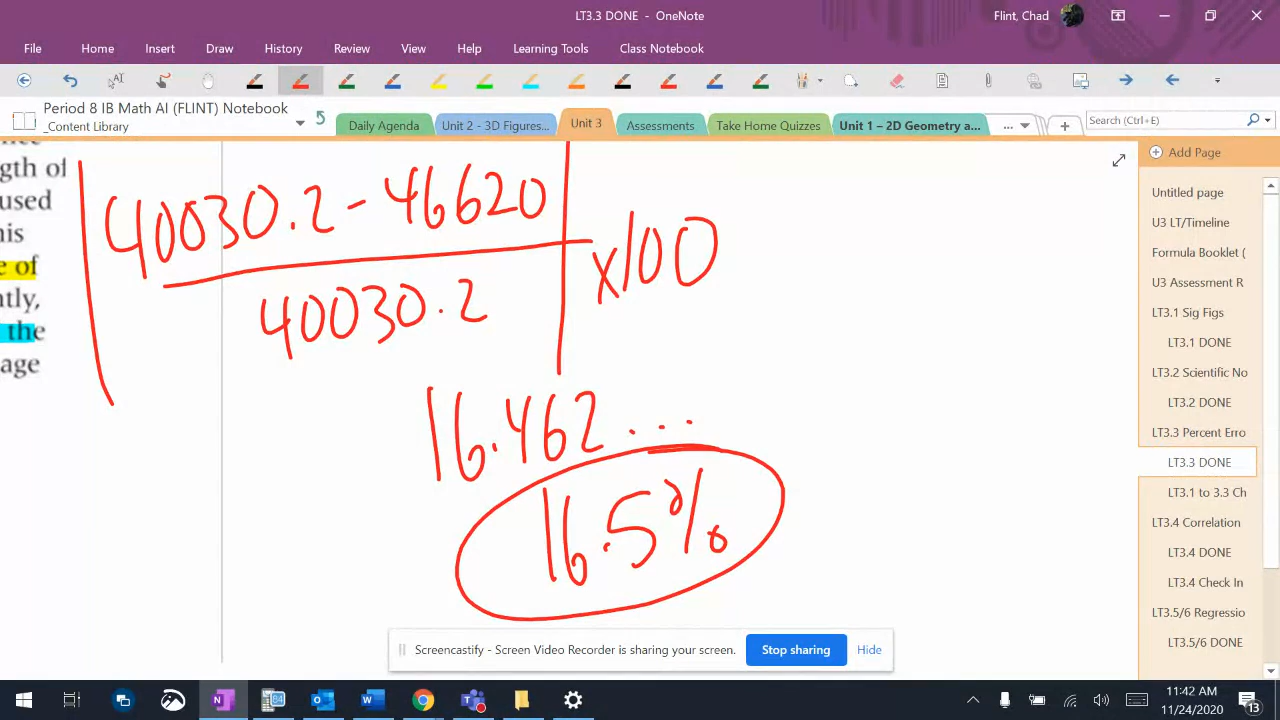 LT3.3 DONE - OneNote
Flint, Chad
File Home Insert Draw History Review View Help Learning Tools Class Notebook
Period 8 IB Math AI (FLINT) Notebook
_Content Library
Daily Agenda Unit 2 - 3D Figures... Unit 3 Assessments Take Home Quizzes Unit 1 – 2D Geometry a... ... Search (Ctrl+E)
Add Page
gth of
used
his
e of
ntly,
the
age
40030.2 - 46620
40030.2
x100
16.462 ...
16.5%
Untitled page
U3 LT/Timeline
Formula Booklet (
U3 Assessment R
LT3.1 Sig Figs
LT3.1 DONE
LT3.2 Scientific No
LT3.2 DONE
LT3.3 Percent Erro
LT3.3 DONE
LT3.1 to 3.3 Ch
LT3.4 Correlation
LT3.4 DONE
LT3.4 Check In
LT3.5/6 Regressio
LT3.5/6 DONE
Screencastify - Screen Video Recorder is sharing your screen. Stop sharing Hide
11:42 AM
11/24/2020
13